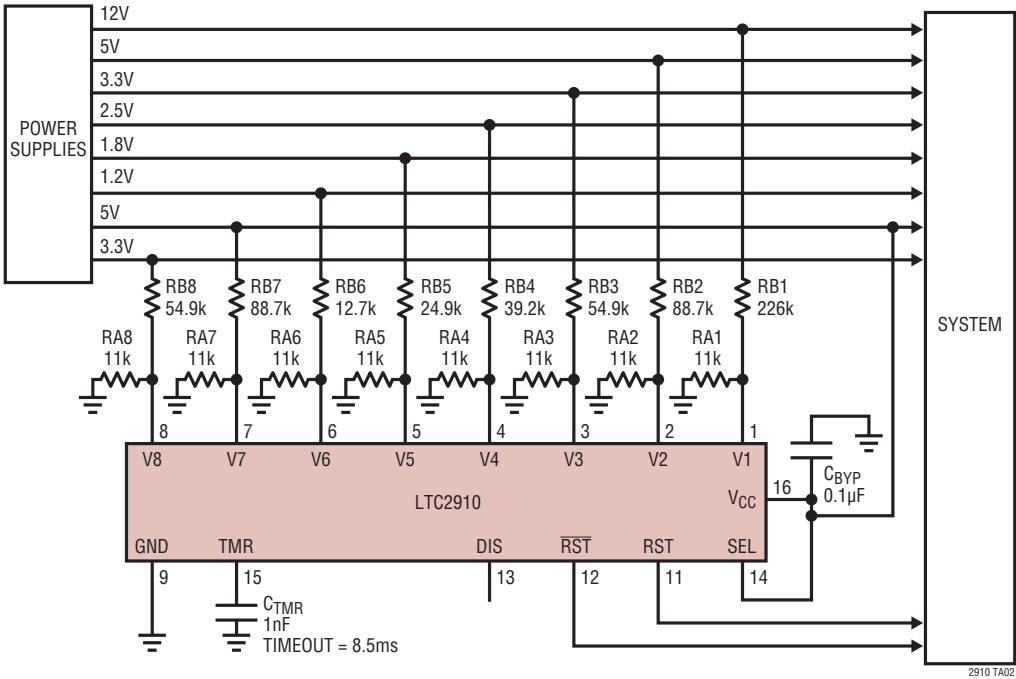 12V
5V
3.3V
2.5V
1.8V
1.2V
5V
3.3V
POWER
SUPPLIES
SYSTEM
RB8
54.9k
RB7
88.7k
RB6
12.7k
RB5
24.9k
RB4
39.2k
RB3
54.9k
RB2
88.7k
RB1
226k
RA8
11k
RA7
11k
RA6
11k
RA5
11k
RA4
11k
RA3
11k
RA2
11k
RA1
11k
8
7
6
5
4
3
2
1
V8
V7
V6
V5
V4
V3
V2
V1
LTC2910
VCC
16
CBYP
0.1µF
GND
TMR
DIS
RST
RST
SEL
9
15
13
12
11
14
CTMR
1nF
TIMEOUT = 8.5ms
2910 TA02